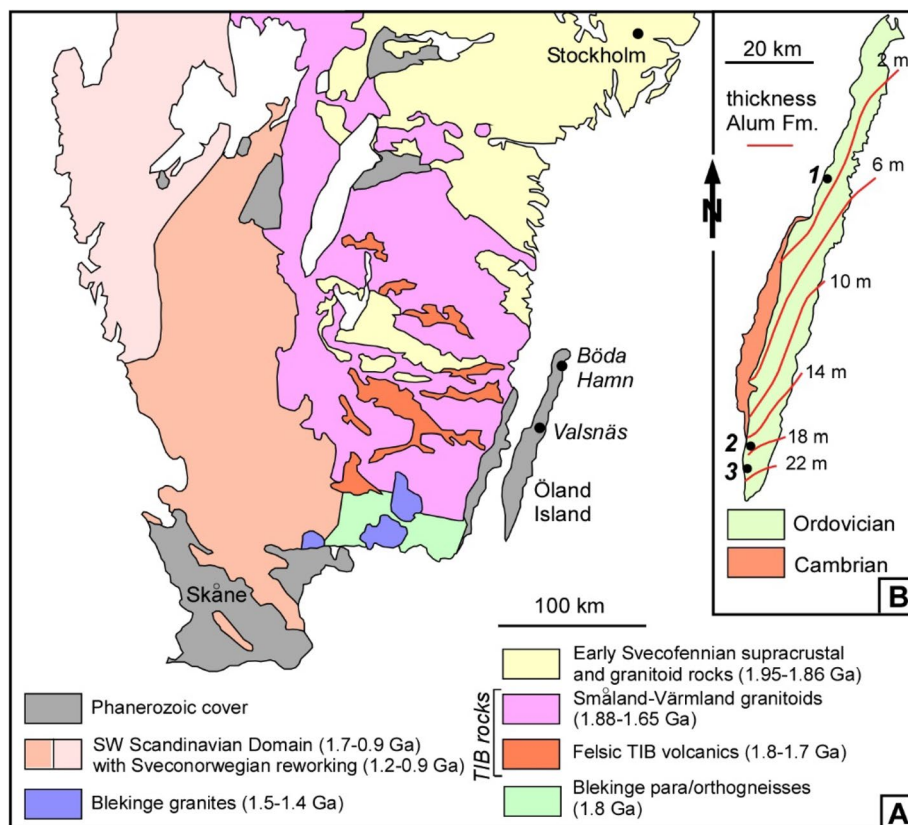 Stockholm
Böda
Hamn
Valsnäs
Öland
Island
Skåne
100 km
Phanerozoic cover
SW Scandinavian Domain (1.7-0.9 Ga)
with Sveconorwegian reworking (1.2-0.9 Ga)
Blekinge granites (1.5-1.4 Ga)
Early Svecofennian supracrustal
and granitoid rocks (1.95-1.86 Ga)
TIB rocks
Småland-Värmland granitoids
(1.88-1.65 Ga)
Felsic TIB volcanics (1.8-1.7 Ga)
Blekinge para/orthogneisses
(1.8 Ga)
A
N
20 km
thickness
Alum Fm.
2 m
1
6 m
10 m
14 m
2
18 m
3
22 m
Ordovician
Cambrian
B